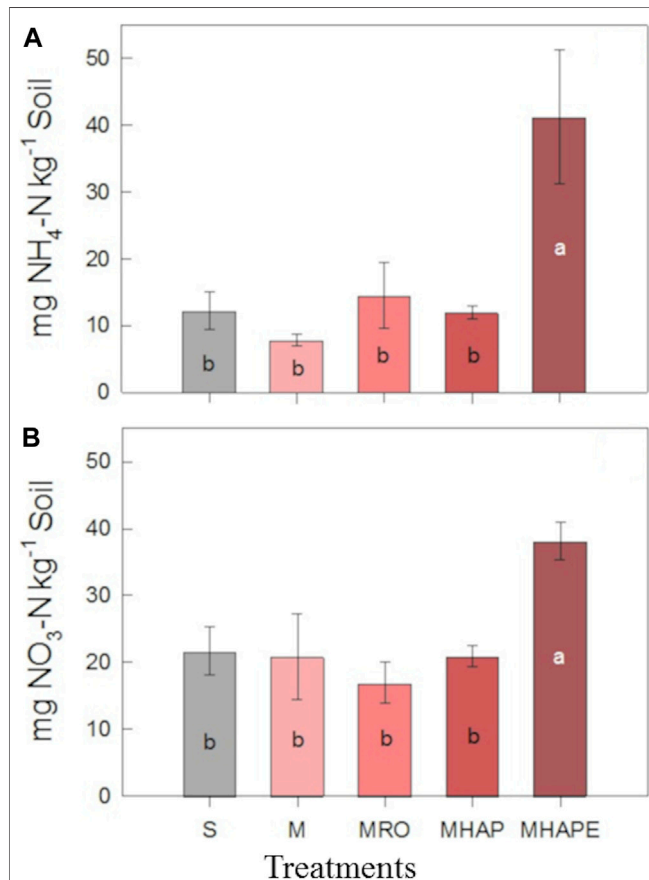 A
mg NH₄-N kg⁻¹ Soil
50
40
30
20
10
0
b
b
b
b
a
B
mg NO₃-N kg⁻¹ Soil
50
40
30
20
10
0
b
b
b
b
a
S M MRO MHAP MHAPE
Treatments